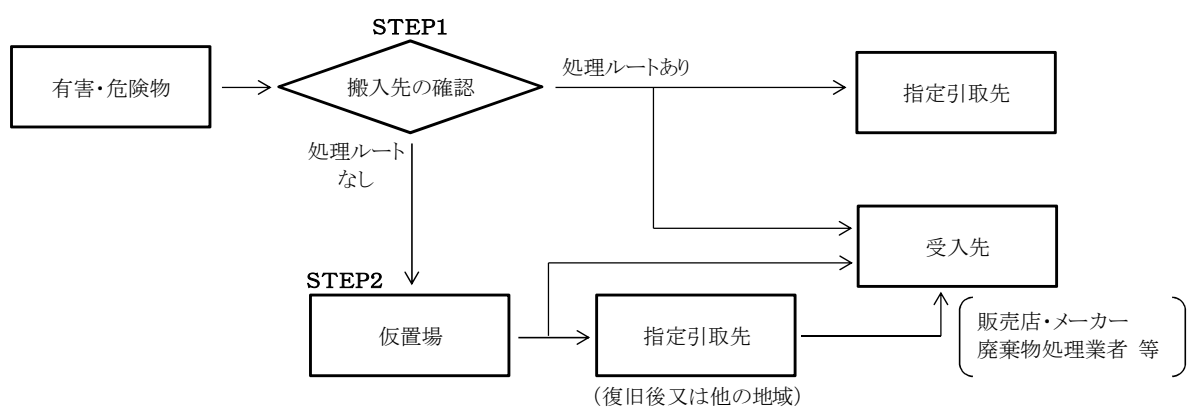 STEP1
有害・危険物
搬入先の確認
処理ルートあり
指定引取先
処理ルート
なし
受入先
STEP2
仮置場
指定引取先
販売店・メーカー
廃棄物処理業者 等
(復旧後又は他の地域)